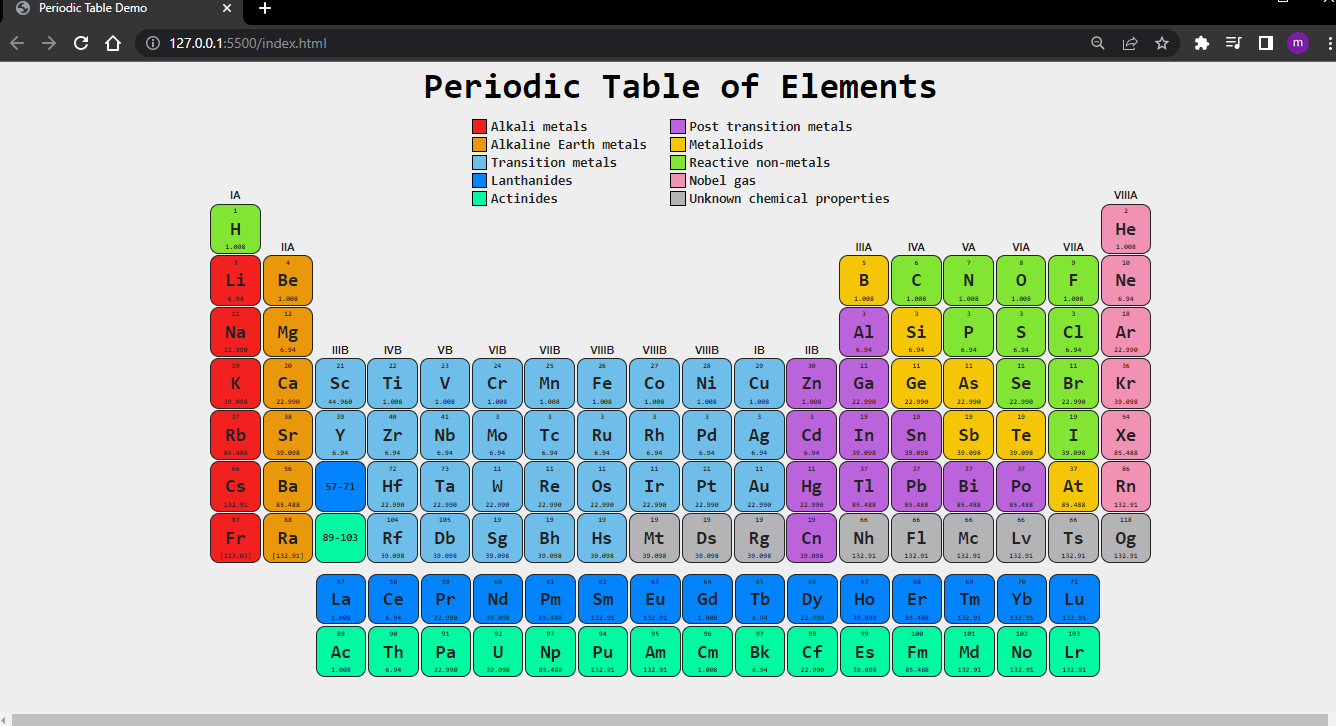 Periodic Table Demo
127.0.0.1:5500/index.html
m
Periodic Table of Elements
Alkali metals Post transition metals
Alkaline Earth metals Metalloids
Transition metals Reactive non-metals
Lanthanides Nobel gas
Actinides Unknown chemical properties
IA VIIIA
1 2
H He
1.008 1.008
IIA IIIA IVA VA VIA VIIA
3 4 5 6 7 8 9 10
Li Be B C N O F Ne
6.94 1.008 1.008 1.008 1.008 1.008 1.008 6.94
11 12 3 3 3 3 3 18
Na Mg Al Si P S Cl Ar
22.990 6.94 6.94 6.94 6.94 6.94 6.94 22.990
IIIB IVB VB VIB VIIB VIIIB VIIIB VIIIB IB IIB
19 20 21 22 23 24 25 26 27 28 29 30 11 11 11 11 11 36
K Ca Sc Ti V Cr Mn Fe Co Ni Cu Zn Ga Ge As Se Br Kr
39.098 22.990 44.960 1.008 1.008 1.008 1.008 1.008 1.008 1.008 1.008 1.008 22.990 22.990 22.990 22.990 22.990 39.098
37 38 39 40 41 3 3 3 3 3 3 3 19 19 19 19 19 54
Rb Sr Y Zr Nb Mo Tc Ru Rh Pd Ag Cd In Sn Sb Te I Xe
85.488 39.098 6.94 6.94 6.94 6.94 6.94 6.94 6.94 6.94 6.94 6.94 39.098 39.098 39.098 39.098 39.098 85.488
66 56 72 73 11 11 11 11 11 11 11 37 37 37 37 37 86
Cs Ba 57-71 Hf Ta W Re Os Ir Pt Au Hg Tl Pb Bi Po At Rn
132.91 85.488 22.990 22.990 22.990 22.990 22.990 22.990 22.990 22.990 22.990 85.488 85.488 85.488 85.488 85.488 132.91
87 88 104 105 19 19 19 19 19 19 19 66 66 66 66 66 118
Fr Ra 89-103 Rf Db Sg Bh Hs Mt Ds Rg Cn Nh Fl Mc Lv Ts Og
[223.02] [132.91] 39.098 39.098 39.098 39.098 39.098 39.098 39.098 39.098 39.098 132.91 132.91 132.91 132.91 132.91 132.91
57 58 59 60 61 62 63 64 65 66 67 68 69 70 71
La Ce Pr Nd Pm Sm Eu Gd Tb Dy Ho Er Tm Yb Lu
1.008 6.94 22.990 39.098 85.488 132.91 132.91 1.008 6.94 22.990 39.098 85.488 132.91 132.91 132.91
89 90 91 92 93 94 95 96 97 98 99 100 101 102 103
Ac Th Pa U Np Pu Am Cm Bk Cf Es Fm Md No Lr
1.008 6.94 22.990 39.098 85.488 132.91 132.91 1.008 6.94 22.990 39.098 85.488 132.91 132.91 132.91